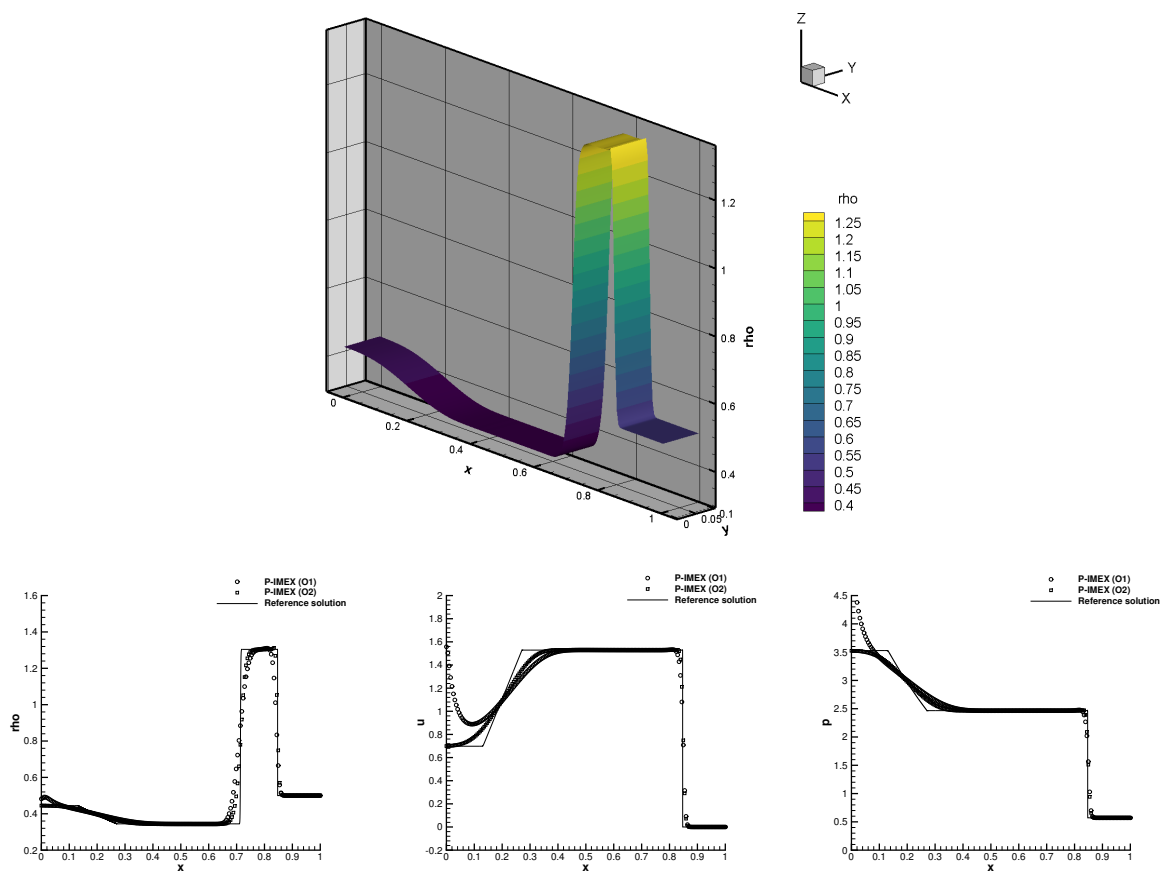 Z
Y
X
rho
1.25
1.2
1.15
1.1
1.05
1
0.95
0.9
0.85
0.8
0.75
0.7
0.65
0.6
0.55
0.5
0.45
0.4
1.2
1
0.8
0.6
0.4
rho
0
0.2
0.4
0.6
0.8
1
x
0
0.05
0.1
y
P-IMEX (O1)
P-IMEX (O2)
Reference solution
1.6
1.4
1.2
1
0.8
0.6
0.4
0.2
rho
0 0.1 0.2 0.3 0.4 0.5 0.6 0.7 0.8 0.9 1
x
P-IMEX (O1)
P-IMEX (O2)
Reference solution
2
1.8
1.6
1.4
1.2
1
0.8
0.6
0.4
0.2
0
-0.2
u
0 0.1 0.2 0.3 0.4 0.5 0.6 0.7 0.8 0.9 1
x
P-IMEX (O1)
P-IMEX (O2)
Reference solution
4.5
4
3.5
3
2.5
2
1.5
1
0.5
0
p
0 0.1 0.2 0.3 0.4 0.5 0.6 0.7 0.8 0.9 1
x